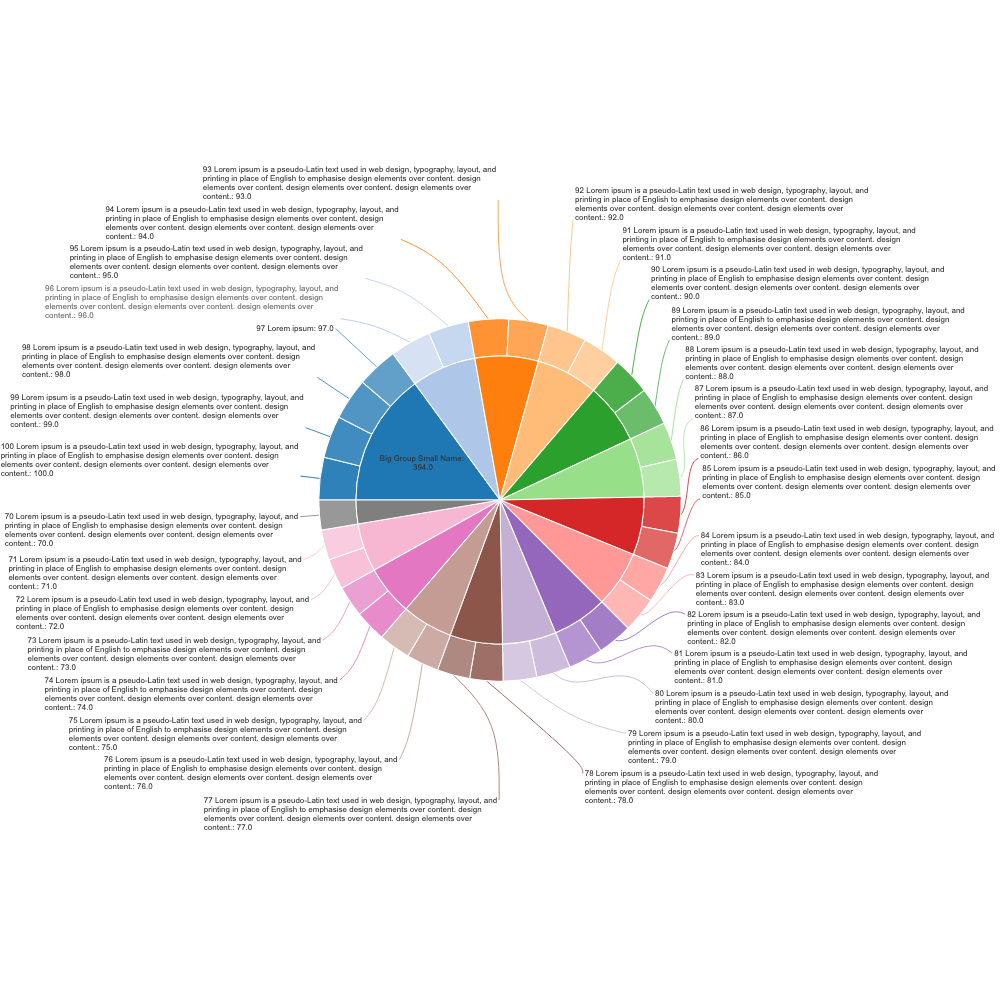 93 Lorem ipsum is a pseudo-Latin text used in web design, typography, layout, and
printing in place of English to emphasise design elements over content. design
elements over content. design elements over content. design elements over
content.: 93.0
92 Lorem ipsum is a pseudo-Latin text used in web design, typography, layout, and
printing in place of English to emphasise design elements over content. design
elements over content. design elements over content. design elements over
content.: 92.0
94 Lorem ipsum is a pseudo-Latin text used in web design, typography, layout, and
printing in place of English to emphasise design elements over content. design
elements over content. design elements over content. design elements over
content.: 94.0
91 Lorem ipsum is a pseudo-Latin text used in web design, typography, layout, and
printing in place of English to emphasise design elements over content. design
elements over content. design elements over content. design elements over
content.: 91.0
95 Lorem ipsum is a pseudo-Latin text used in web design, typography, layout, and
printing in place of English to emphasise design elements over content. design
elements over content. design elements over content. design elements over
content.: 95.0
90 Lorem ipsum is a pseudo-Latin text used in web design, typography, layout, and
printing in place of English to emphasise design elements over content. design
elements over content. design elements over content. design elements over
content.: 90.0
96 Lorem ipsum is a pseudo-Latin text used in web design, typography, layout, and
printing in place of English to emphasise design elements over content. design
elements over content. design elements over content. design elements over
content.: 96.0
89 Lorem ipsum is a pseudo-Latin text used in web design, typography, layout, and
printing in place of English to emphasise design elements over content. design
elements over content. design elements over content. design elements over
content.: 89.0
97 Lorem ipsum: 97.0
98 Lorem ipsum is a pseudo-Latin text used in web design, typography, layout, and
printing in place of English to emphasise design elements over content. design
elements over content. design elements over content. design elements over
content.: 98.0
88 Lorem ipsum is a pseudo-Latin text used in web design, typography, layout, and
printing in place of English to emphasise design elements over content. design
elements over content. design elements over content. design elements over
content.: 88.0
87 Lorem ipsum is a pseudo-Latin text used in web design, typography, layout, and
printing in place of English to emphasise design elements over content. design
elements over content. design elements over content. design elements over
content.: 87.0
99 Lorem ipsum is a pseudo-Latin text used in web design, typography, layout, and
printing in place of English to emphasise design elements over content. design
elements over content. design elements over content. design elements over
content.: 99.0
86 Lorem ipsum is a pseudo-Latin text used in web design, typography, layout, and
printing in place of English to emphasise design elements over content. design
elements over content. design elements over content. design elements over
content.: 86.0
100 Lorem ipsum is a pseudo-Latin text used in web design, typography, layout, and
printing in place of English to emphasise design elements over content. design
elements over content. design elements over content. design elements over
content.: 100.0
Big Group Small Name:
394.0
85 Lorem ipsum is a pseudo-Latin text used in web design, typography, layout, and
printing in place of English to emphasise design elements over content. design
elements over content. design elements over content. design elements over
content.: 85.0
70 Lorem ipsum is a pseudo-Latin text used in web design, typography, layout, and
printing in place of English to emphasise design elements over content. design
elements over content. design elements over content. design elements over
content.: 70.0
84 Lorem ipsum is a pseudo-Latin text used in web design, typography, layout, and
printing in place of English to emphasise design elements over content. design
elements over content. design elements over content. design elements over
content.: 84.0
71 Lorem ipsum is a pseudo-Latin text used in web design, typography, layout, and
printing in place of English to emphasise design elements over content. design
elements over content. design elements over content. design elements over
content.: 71.0
83 Lorem ipsum is a pseudo-Latin text used in web design, typography, layout, and
printing in place of English to emphasise design elements over content. design
elements over content. design elements over content. design elements over
content.: 83.0
72 Lorem ipsum is a pseudo-Latin text used in web design, typography, layout, and
printing in place of English to emphasise design elements over content. design
elements over content. design elements over content. design elements over
content.: 72.0
82 Lorem ipsum is a pseudo-Latin text used in web design, typography, layout, and
printing in place of English to emphasise design elements over content. design
elements over content. design elements over content. design elements over
content.: 82.0
73 Lorem ipsum is a pseudo-Latin text used in web design, typography, layout, and
printing in place of English to emphasise design elements over content. design
elements over content. design elements over content. design elements over
content.: 73.0
81 Lorem ipsum is a pseudo-Latin text used in web design, typography, layout, and
printing in place of English to emphasise design elements over content. design
elements over content. design elements over content. design elements over
content.: 81.0
74 Lorem ipsum is a pseudo-Latin text used in web design, typography, layout, and
printing in place of English to emphasise design elements over content. design
elements over content. design elements over content. design elements over
content.: 74.0
80 Lorem ipsum is a pseudo-Latin text used in web design, typography, layout, and
printing in place of English to emphasise design elements over content. design
elements over content. design elements over content. design elements over
content.: 80.0
75 Lorem ipsum is a pseudo-Latin text used in web design, typography, layout, and
printing in place of English to emphasise design elements over content. design
elements over content. design elements over content. design elements over
content.: 75.0
79 Lorem ipsum is a pseudo-Latin text used in web design, typography, layout, and
printing in place of English to emphasise design elements over content. design
elements over content. design elements over content. design elements over
content.: 79.0
76 Lorem ipsum is a pseudo-Latin text used in web design, typography, layout, and
printing in place of English to emphasise design elements over content. design
elements over content. design elements over content. design elements over
content.: 76.0
78 Lorem ipsum is a pseudo-Latin text used in web design, typography, layout, and
printing in place of English to emphasise design elements over content. design
elements over content. design elements over content. design elements over
content.: 78.0
77 Lorem ipsum is a pseudo-Latin text used in web design, typography, layout, and
printing in place of English to emphasise design elements over content. design
elements over content. design elements over content. design elements over
content.: 77.0